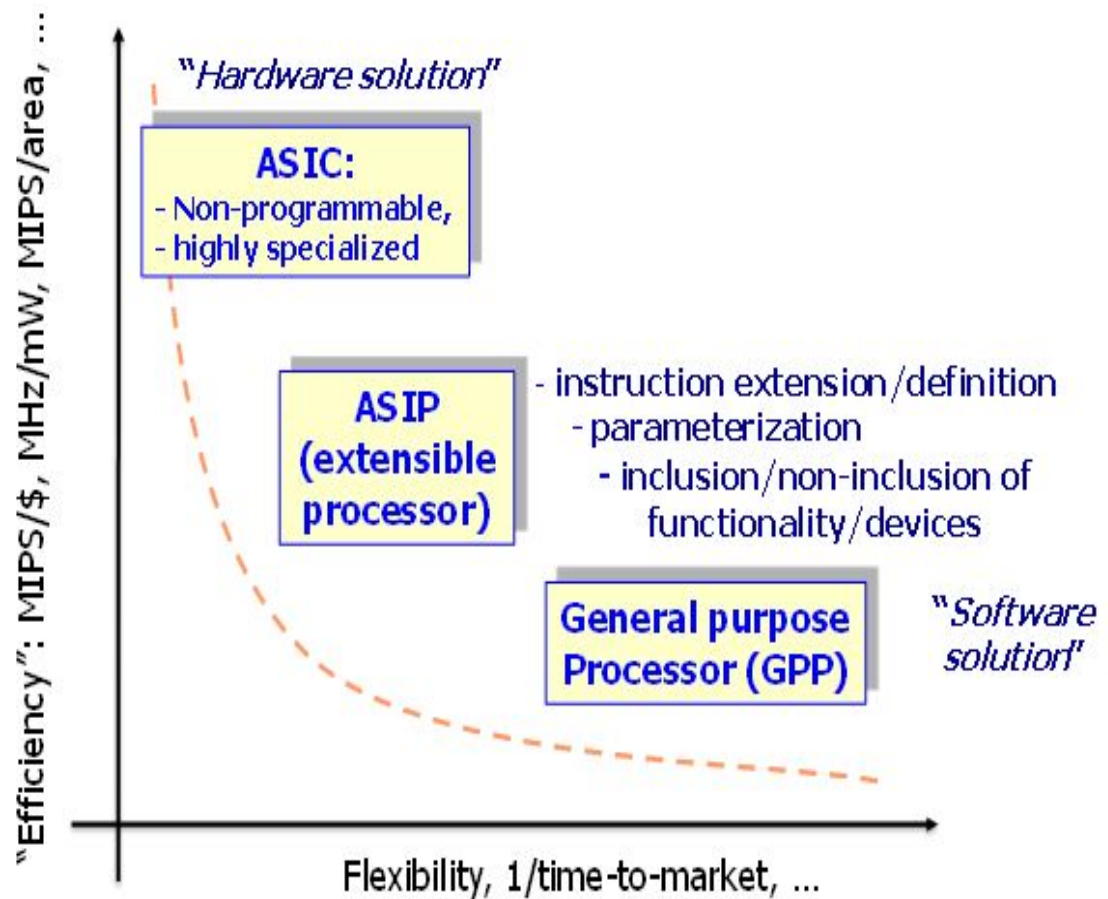 “Efficiency”: MIPS/$, MHz/mW, MIPS/area, ...
“Hardware solution”
ASIC:
- Non-programmable,
- highly specialized
ASIP
(extensible
processor)
- instruction extension/definition
- parameterization
- inclusion/non-inclusion of
functionality/devices
General purpose
Processor (GPP)
“Software
solution”
Flexibility, 1/time-to-market, ...